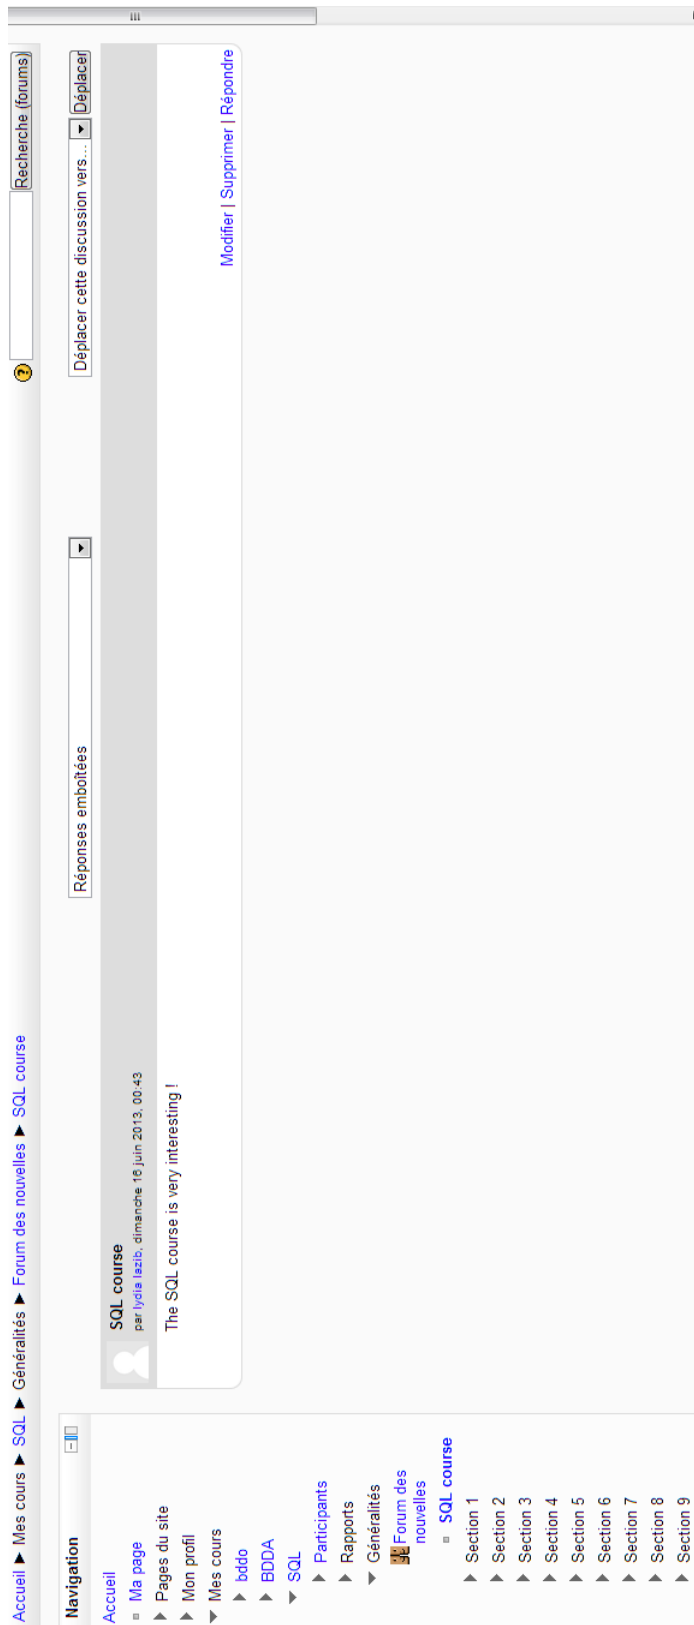 Accueil ► Mes cours ► SQL ► Généralités ► Forum des nouvelles ► SQL course
Recherche (forums)
Navigation
Accueil
Ma page
Pages du site
Mon profil
Mes cours
bddo
BDDA
SQL
Participants
Rapports
Généralités
Forum des
nouvelles
SQL course
Section 1
Section 2
Section 3
Section 4
Section 5
Section 6
Section 7
Section 8
Section 9
Réponses emboîtées
Déplacer cette discussion vers... Déplacer
SQL course
par lydia lazib, dimanche 16 juin 2013, 00:43
The SQL course is very interesting !
Modifier | Supprimer | Répondre